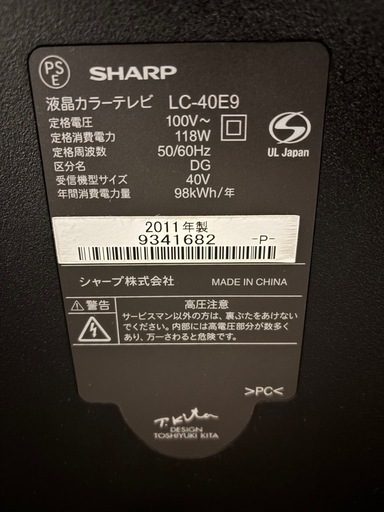 PS
E
SHARP
液晶カラーテレビ LC-40E9
定格電圧 100V～
定格消費電力 118W
定格周波数 50/60Hz
区分名 DG
受信機型サイズ 40V
年間消費電力量 98kWh/年
UL Japan
2011年製
9341682 -P-
シャープ株式会社 MADE IN CHINA
警告 高圧注意
サービスマン以外の方は、裏ぶたをあけない
でください。内部には高電圧部分が数多く
あり、万一さわると危険です。
>PC<
T.Kita
DESIGN
TOSHIYUKI KITA